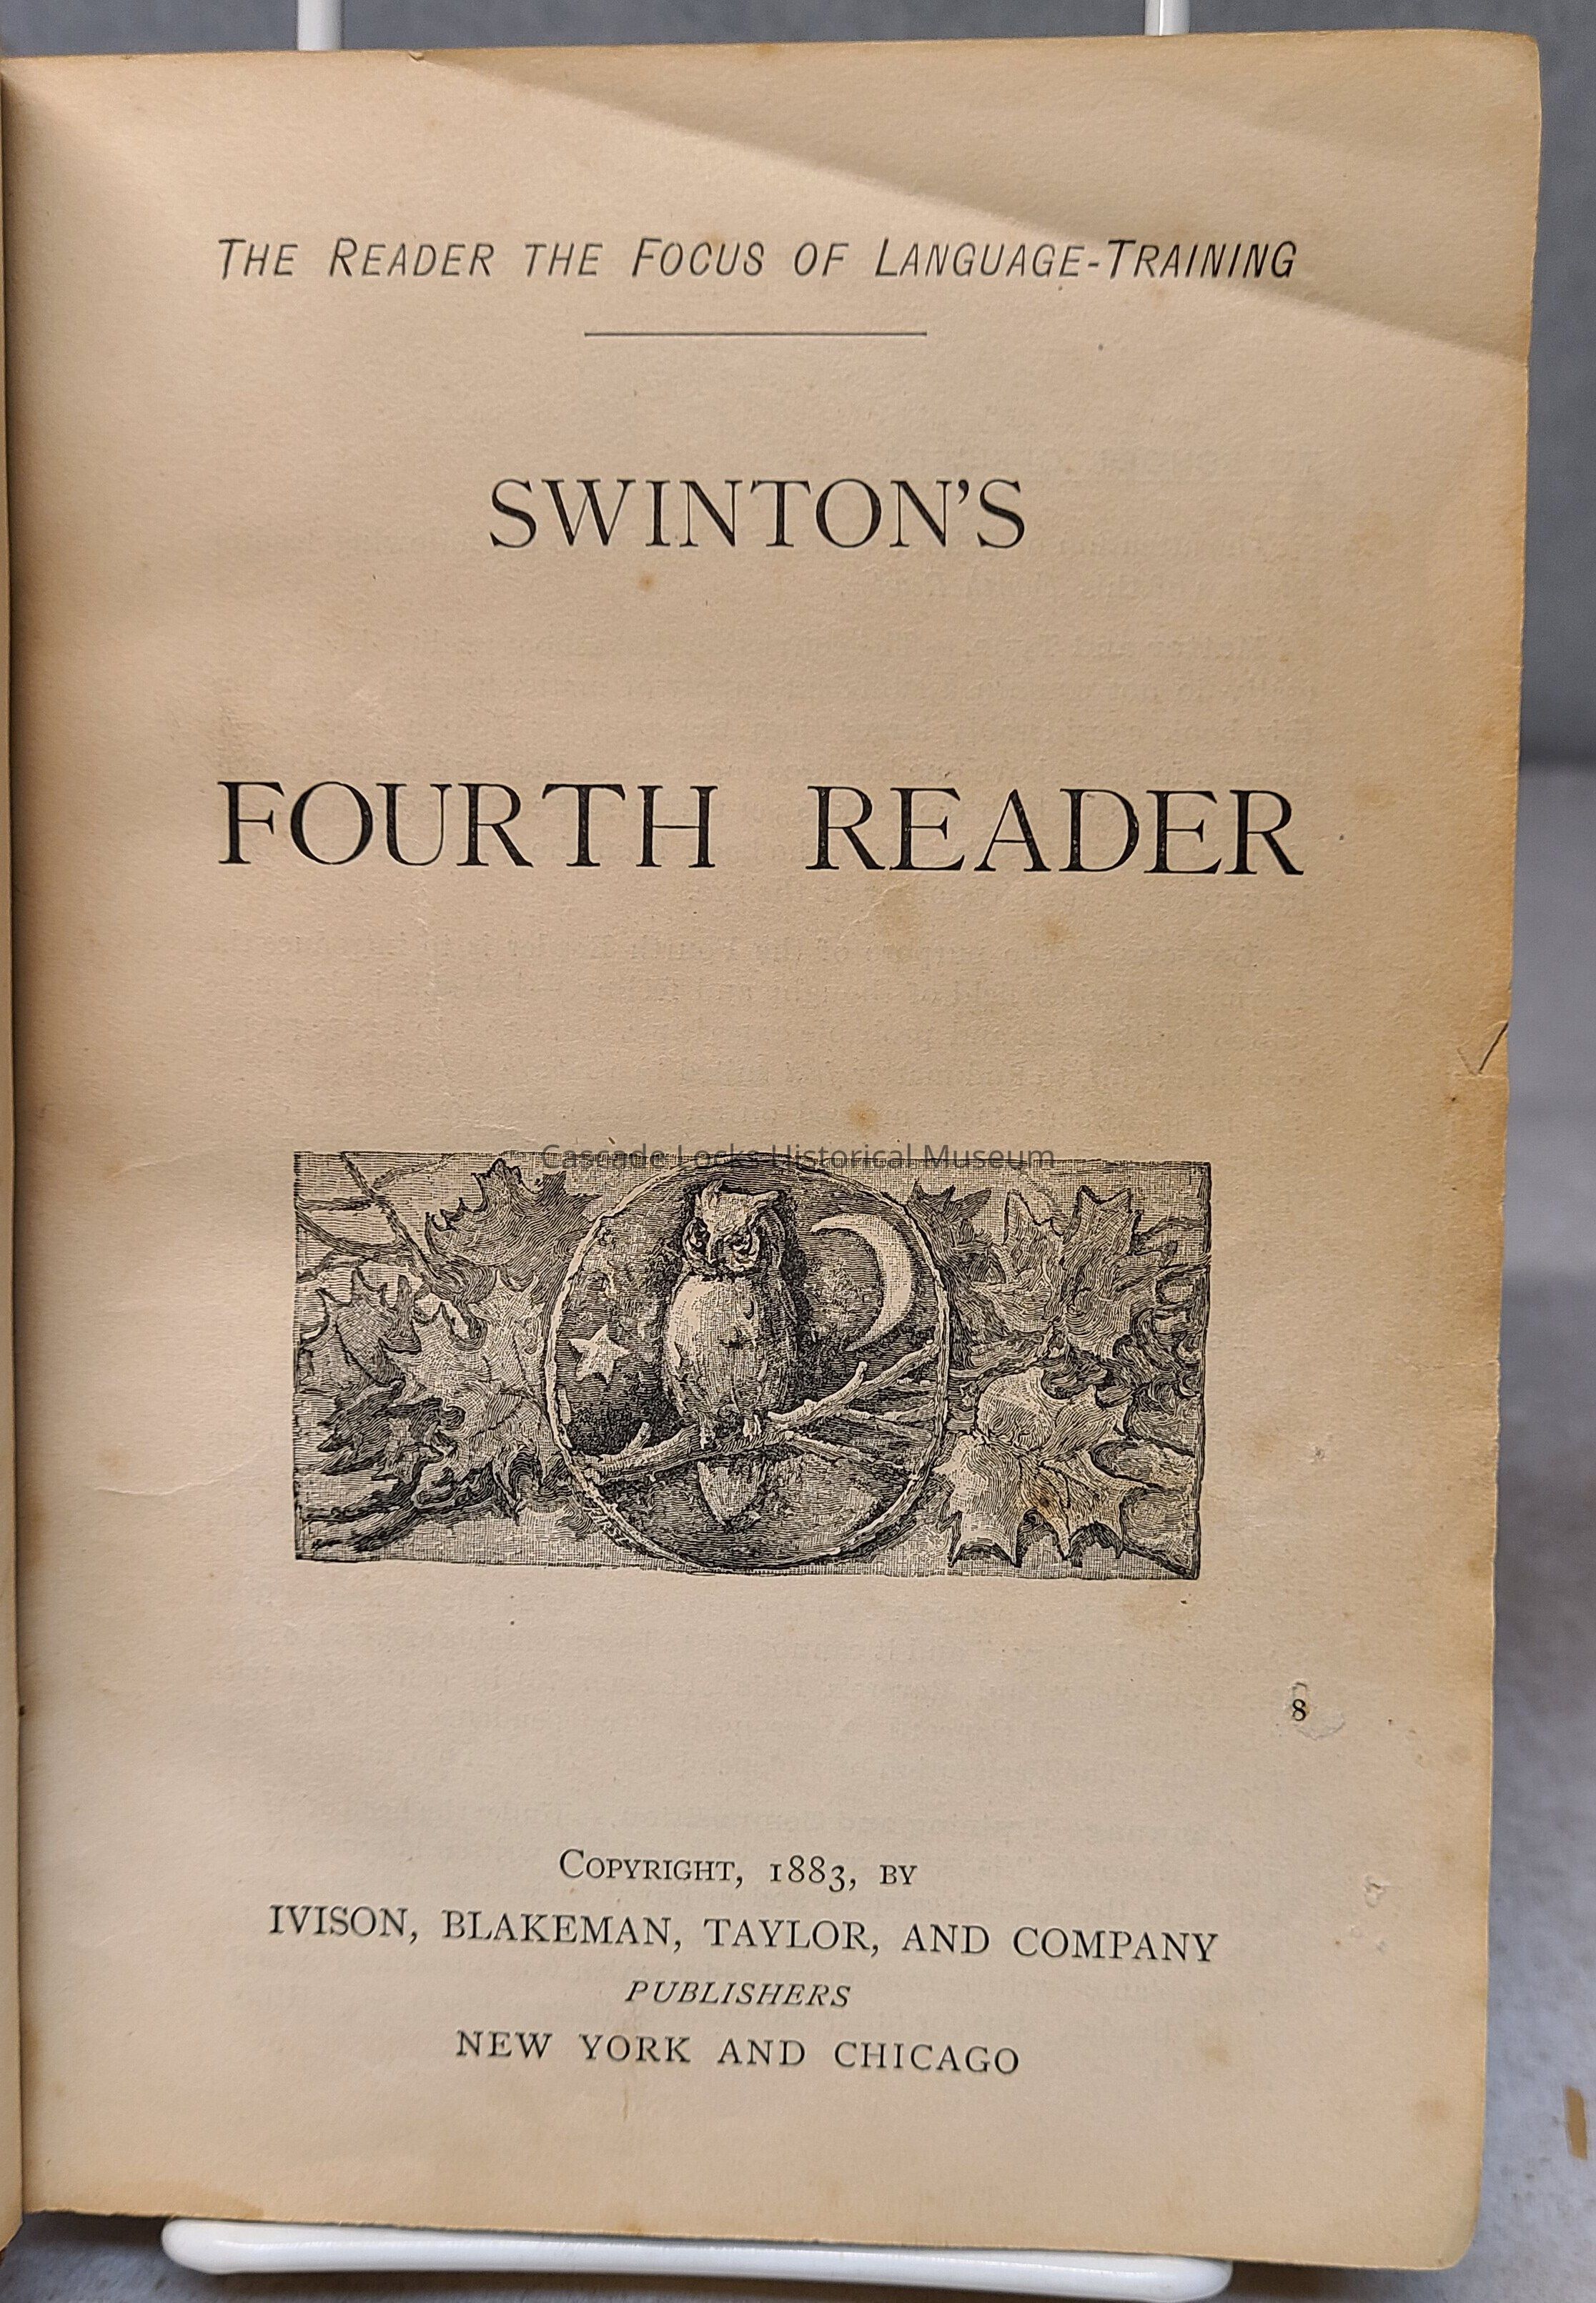 THE READER THE FOCUS OF LANGUAGE-TRAINING
SWINTON'S
FOURTH READER
Cascade Locks Historical Museum
8
COPYRIGHT, 1883, BY
IVISON, BLAKEMAN, TAYLOR, AND COMPANY
PUBLISHERS
NEW YORK AND CHICAGO